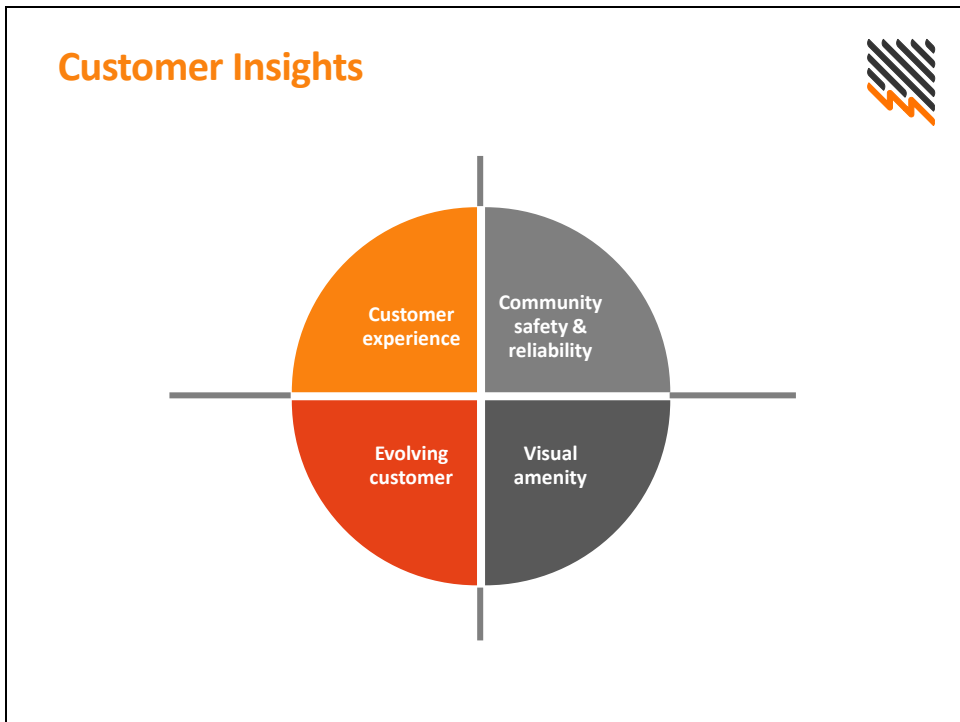 Customer Insights
Customer
experience
Community
safety &
reliability
Evolving
customer
Visual
amenity